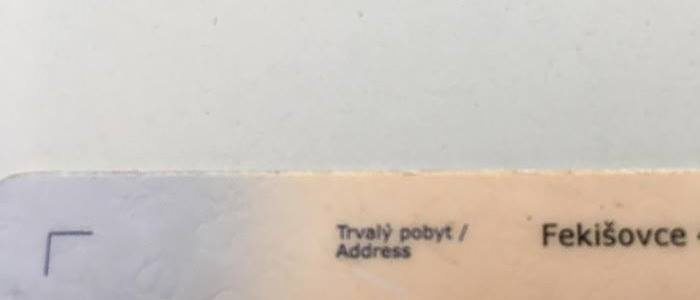 Trvalý pobyt / Fekišovce
Address